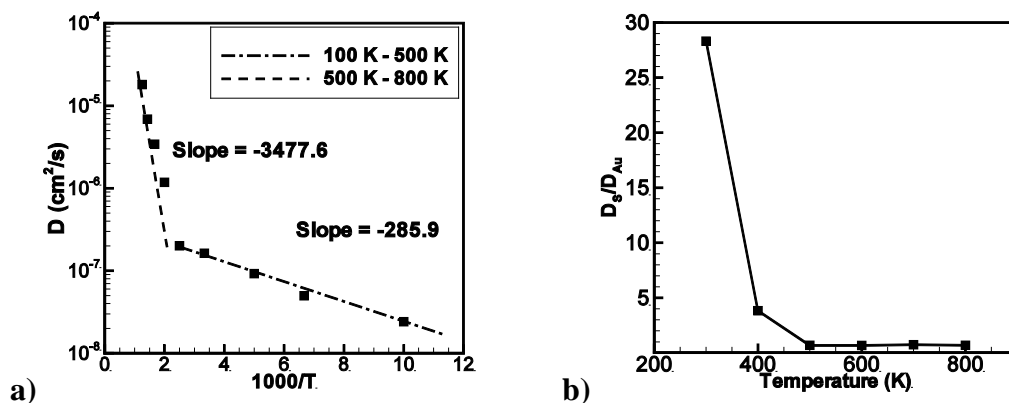 10⁻⁴
10⁻⁵
10⁻⁶
10⁻⁷
10⁻⁸
D (cm²/s)
100 K - 500 K
500 K - 800 K
Slope = -3477.6
Slope = -285.9
0 2 4 6 8 10 12
1000/T
a)
30
25
20
15
10
5
D_S/D_Au
200 400 600 800
Temperature (K)
b)